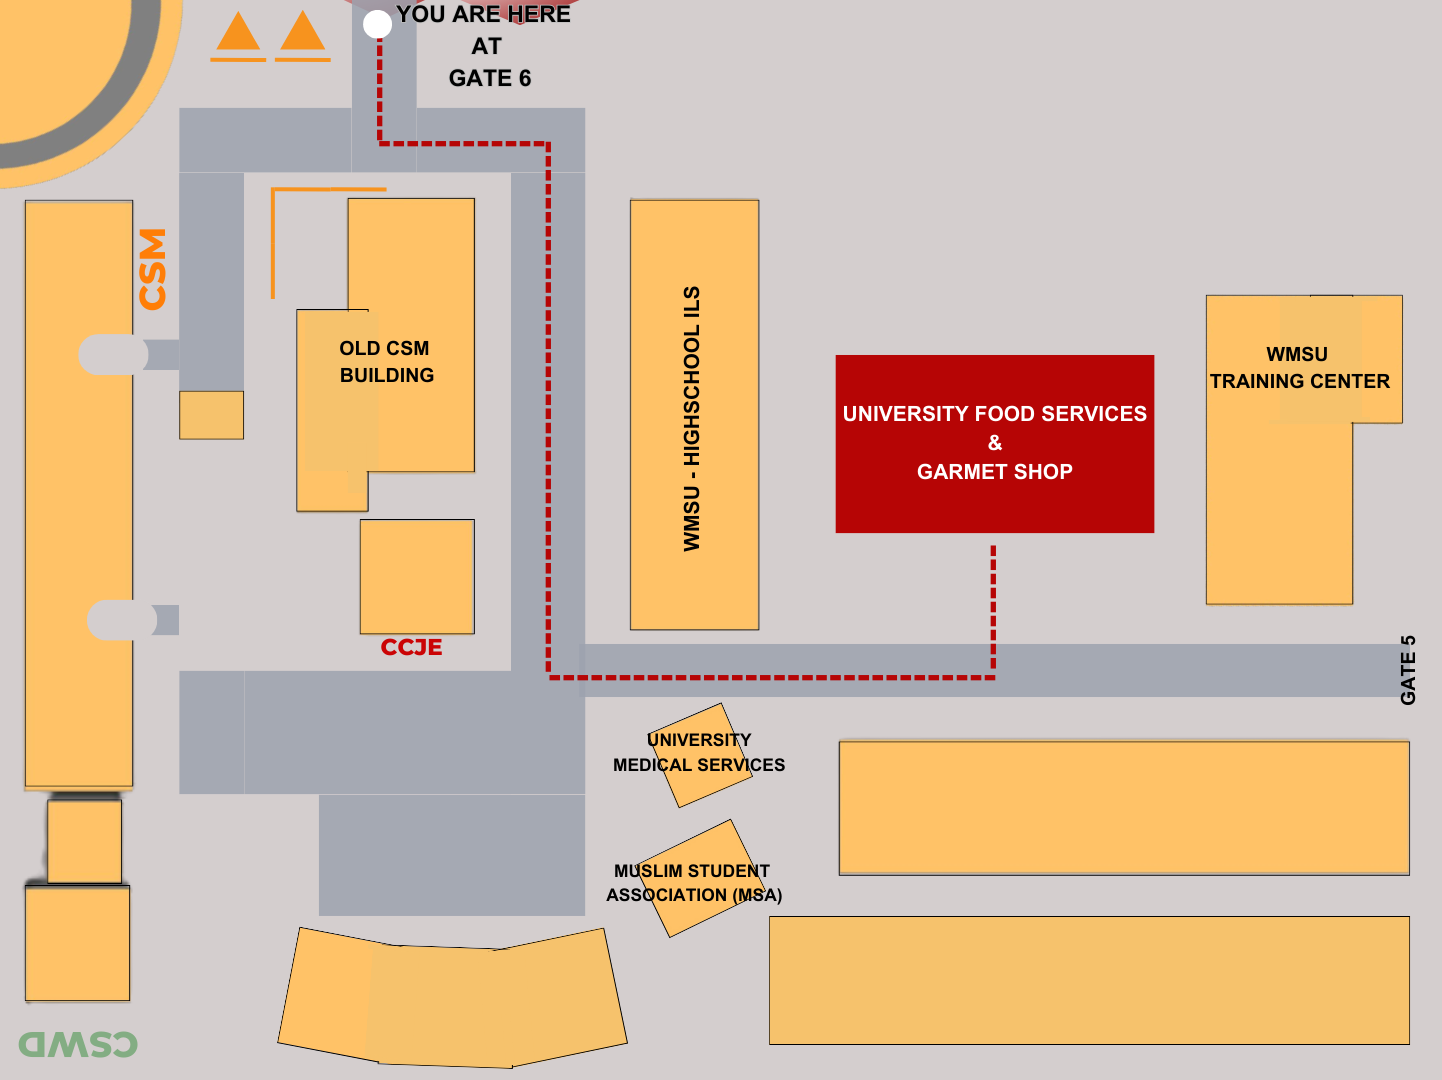 YOU ARE HERE
AT
GATE 6
CSM
OLD CSM
BUILDING
WMSU - HIGHSCHOOL ILS
UNIVERSITY FOOD SERVICES
&
GARMET SHOP
WMSU
TRAINING CENTER
CCJE
GATE 5
UNIVERSITY
MEDICAL SERVICES
MUSLIM STUDENT
ASSOCIATION (MSA)
CSWD